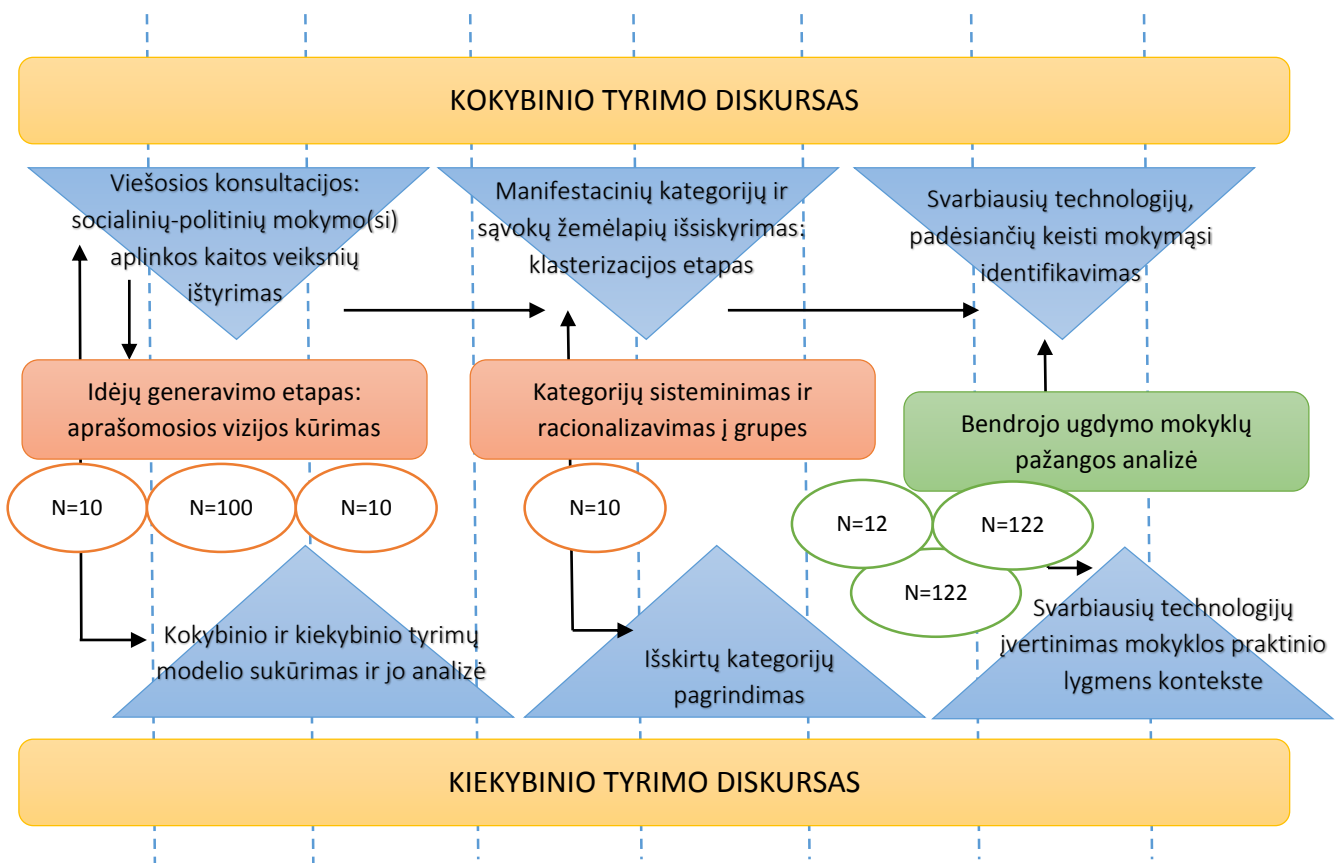 KOKYBINIO TYRIMO DISKURSAS
Viešosios konsultacijos:
socialinių-politinių mokymo(si)
aplinkos kaitos veiksnių
ištyrimas
Manifestacinių kategorijų ir
sąvokų žemėlapių išsiskyrimas:
klasterizacijos etapas
Svarbiausių technologijų,
padėsiančių keisti mokymąsi
identifikavimas
Idėjų generavimo etapas:
aprašomosios vizijos kūrimas
Kategorijų sisteminimas ir
racionalizavimas į grupes
Bendrojo ugdymo mokyklų
pažangos analizė
N=10
N=100
N=10
N=10
N=12
N=122
N=122
Kokybinio ir kiekybinio tyrimų
modelio sukūrimas ir jo analizė
Išskirtų kategorijų
pagrindimas
Svarbiausių technologijų
įvertinimas mokyklos praktinio
lygmens kontekste
KIEKYBINIO TYRIMO DISKURSAS